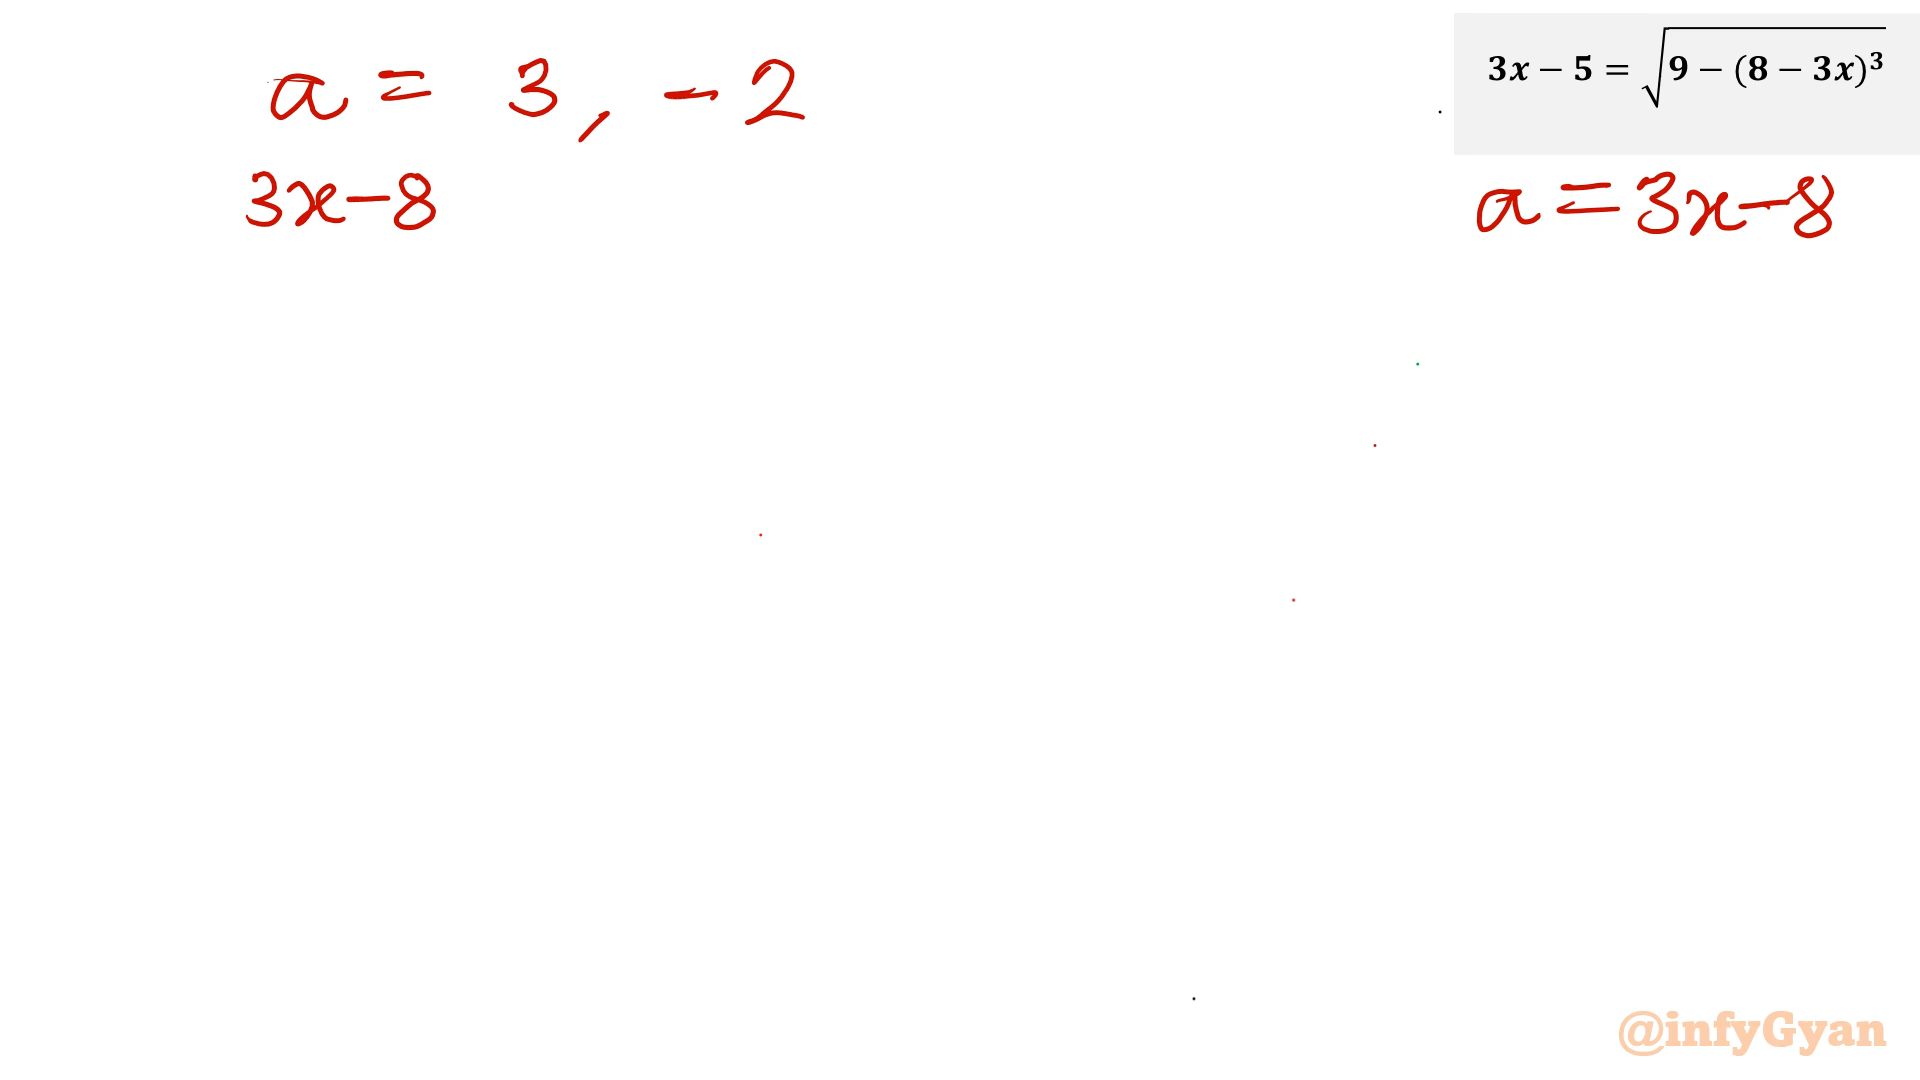 a = 3, -2
3x-8
𝟑𝒙 − 𝟓 = √𝟗 − (𝟖 − 𝟑𝒙)³
a = 3x-8
@infyGyan